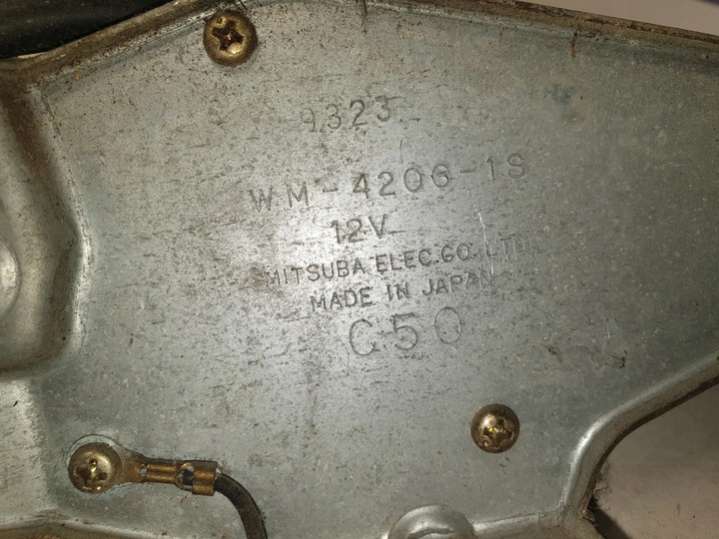 9323
WM-4206-1S
12V
MITSUBA ELEC.CO.LTD.
MADE IN JAPAN
C50